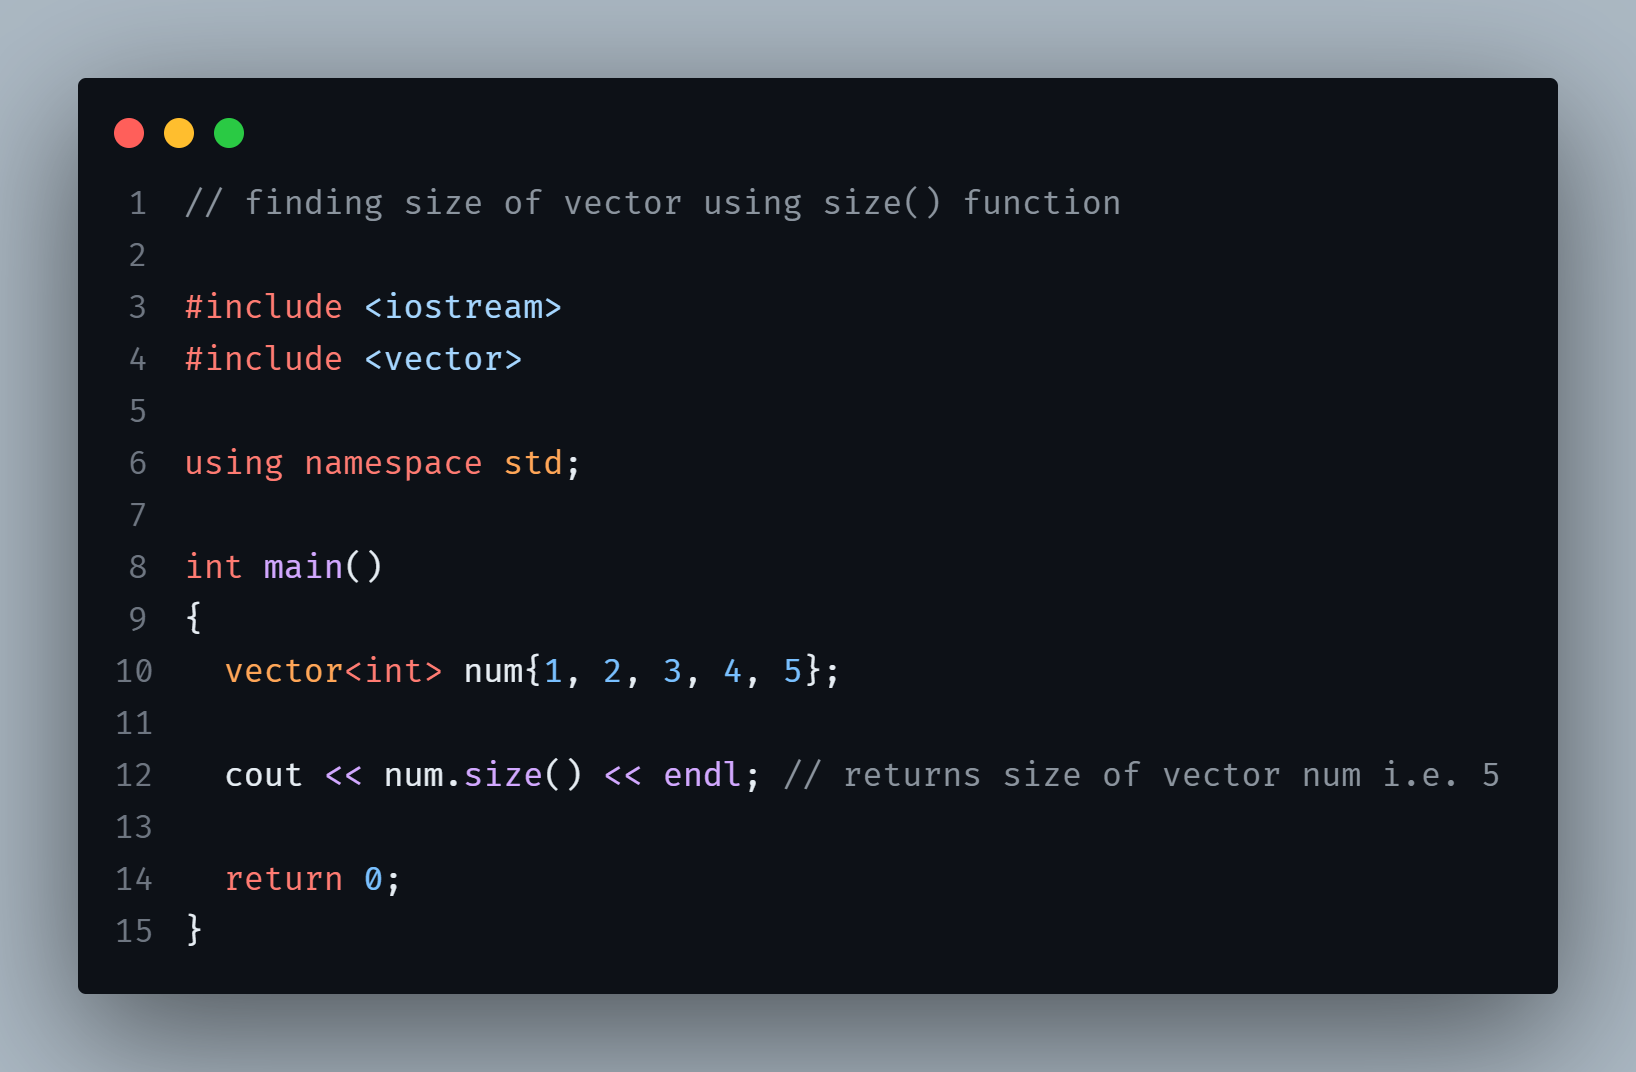 1 // finding size of vector using size() function
2
3 #include <iostream>
4 #include <vector>
5
6 using namespace std;
7
8 int main()
9 {
10   vector<int> num{1, 2, 3, 4, 5};
11
12   cout << num.size() << endl; // returns size of vector num i.e. 5
13
14   return 0;
15 }